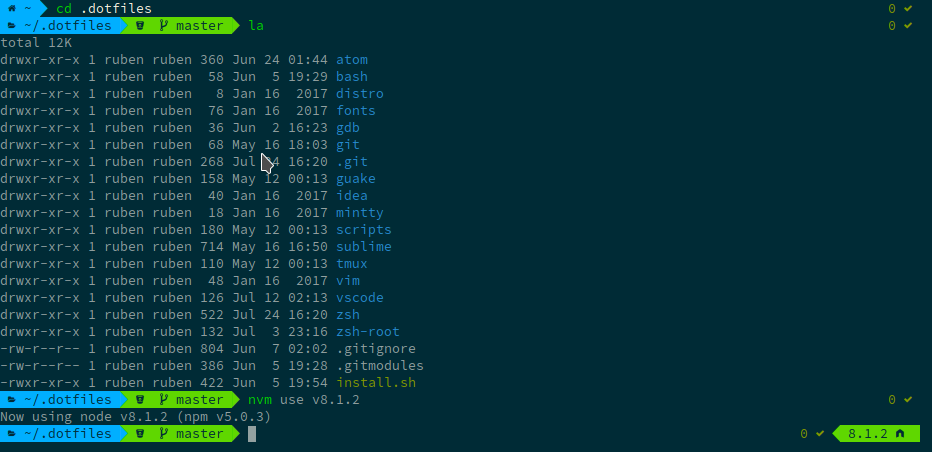 ~ cd .dotfiles 0 ✓
~/.dotfiles master la 0 ✓
total 12K
drwxr-xr-x 1 ruben ruben 360 Jun 24 01:44 atom
drwxr-xr-x 1 ruben ruben  58 Jun  5 19:29 bash
drwxr-xr-x 1 ruben ruben   8 Jan 16  2017 distro
drwxr-xr-x 1 ruben ruben  76 Jan 16  2017 fonts
drwxr-xr-x 1 ruben ruben  36 Jun  2 16:23 gdb
drwxr-xr-x 1 ruben ruben  68 May 16 18:03 git
drwxr-xr-x 1 ruben ruben 268 Jul 16:20 .git
drwxr-xr-x 1 ruben ruben 158 May 12 00:13 guake
drwxr-xr-x 1 ruben ruben  40 Jan 16  2017 idea
drwxr-xr-x 1 ruben ruben  18 Jan 16  2017 mintty
drwxr-xr-x 1 ruben ruben 180 May 12 00:13 scripts
drwxr-xr-x 1 ruben ruben 714 May 16 16:50 sublime
drwxr-xr-x 1 ruben ruben 110 May 12 00:13 tmux
drwxr-xr-x 1 ruben ruben  48 Jan 16  2017 vim
drwxr-xr-x 1 ruben ruben 126 Jul 12 02:13 vscode
drwxr-xr-x 1 ruben ruben 522 Jul 24 16:20 zsh
drwxr-xr-x 1 ruben ruben 132 Jul  3 23:16 zsh-root
-rw-r--r-- 1 ruben ruben 804 Jun  7 02:02 .gitignore
-rw-r--r-- 1 ruben ruben 386 Jun  5 19:28 .gitmodules
-rwxr-xr-x 1 ruben ruben 422 Jun  5 19:54 install.sh
~/.dotfiles master nvm use v8.1.2 0 ✓
Now using node v8.1.2 (npm v5.0.3)
~/.dotfiles master 0 ✓ 8.1.2